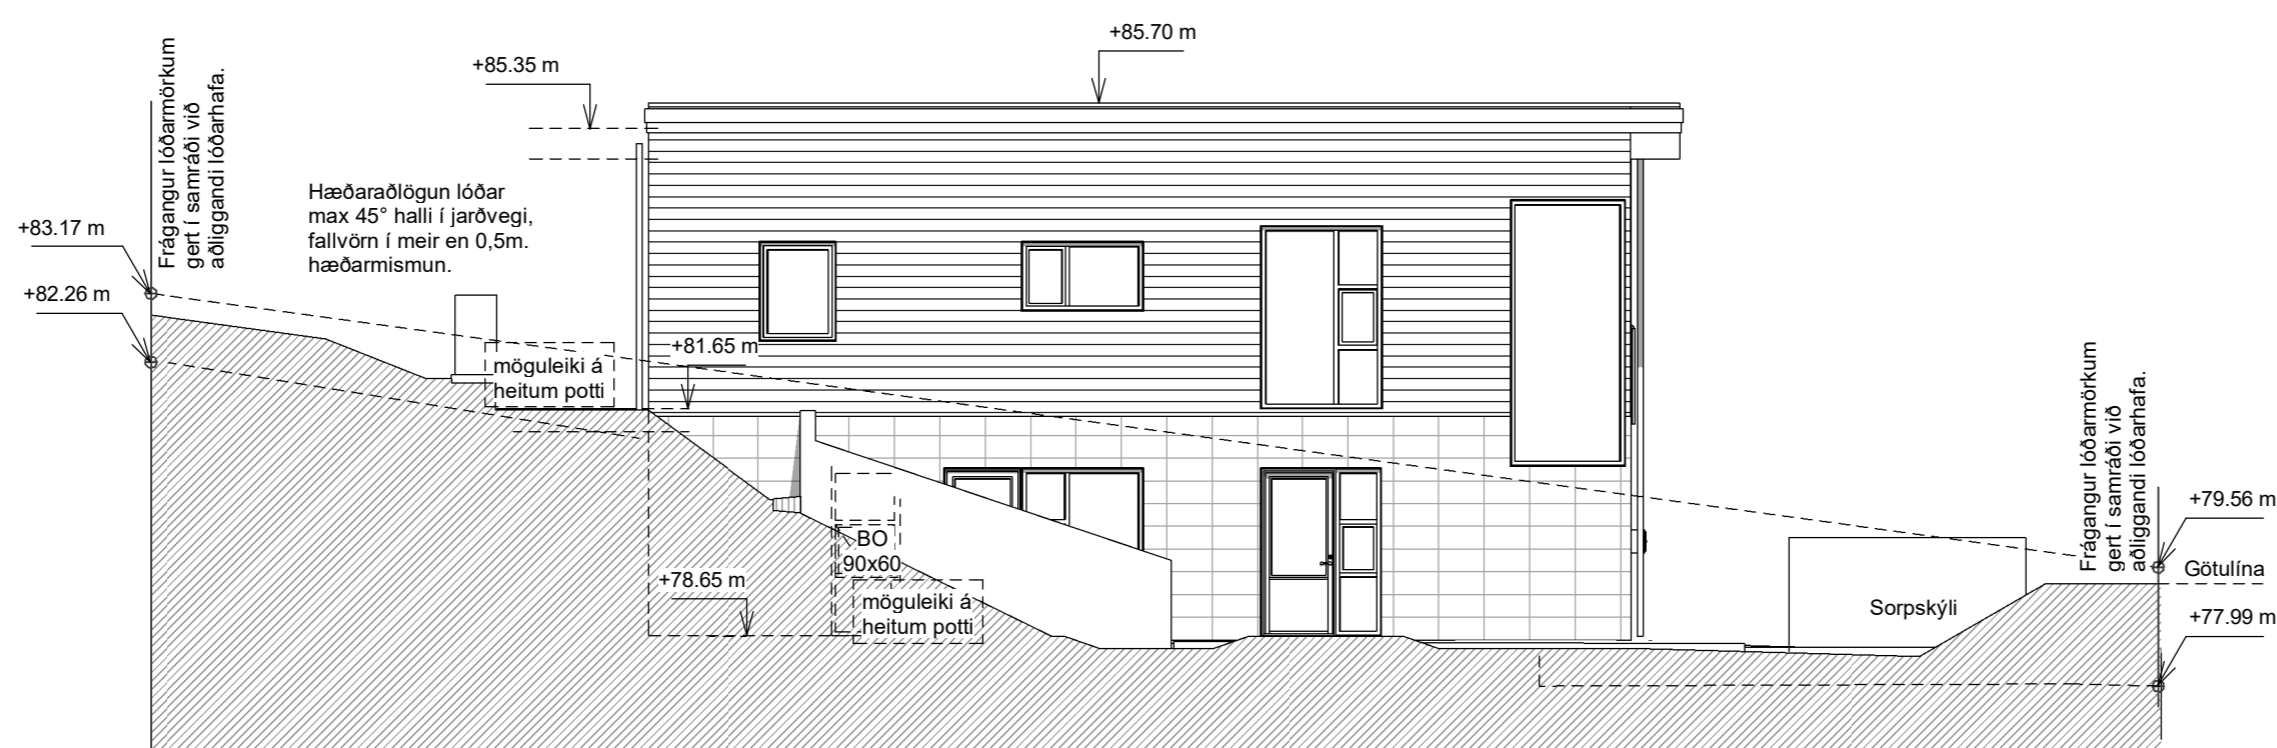 +85.70 m
+85.35 m
Frágangur lóðarmörkum
gert í samráði við
aðliggandi lóðarhafa.
Hæðaraðlögun lóðar
max 45° halli í jarðvegi,
fallvörn í meir en 0,5m.
hæðarmismun.
+83.17 m
+82.26 m
+81.65 m
möguleiki á
heitum potti
Frágangur lóðarmörkum
gert í samráði við
aðliggandi lóðarhafa.
+79.56 m
BO
90x60
Götulína
+78.65 m
möguleiki á
heitum potti
Sorpskýli
+77.99 m